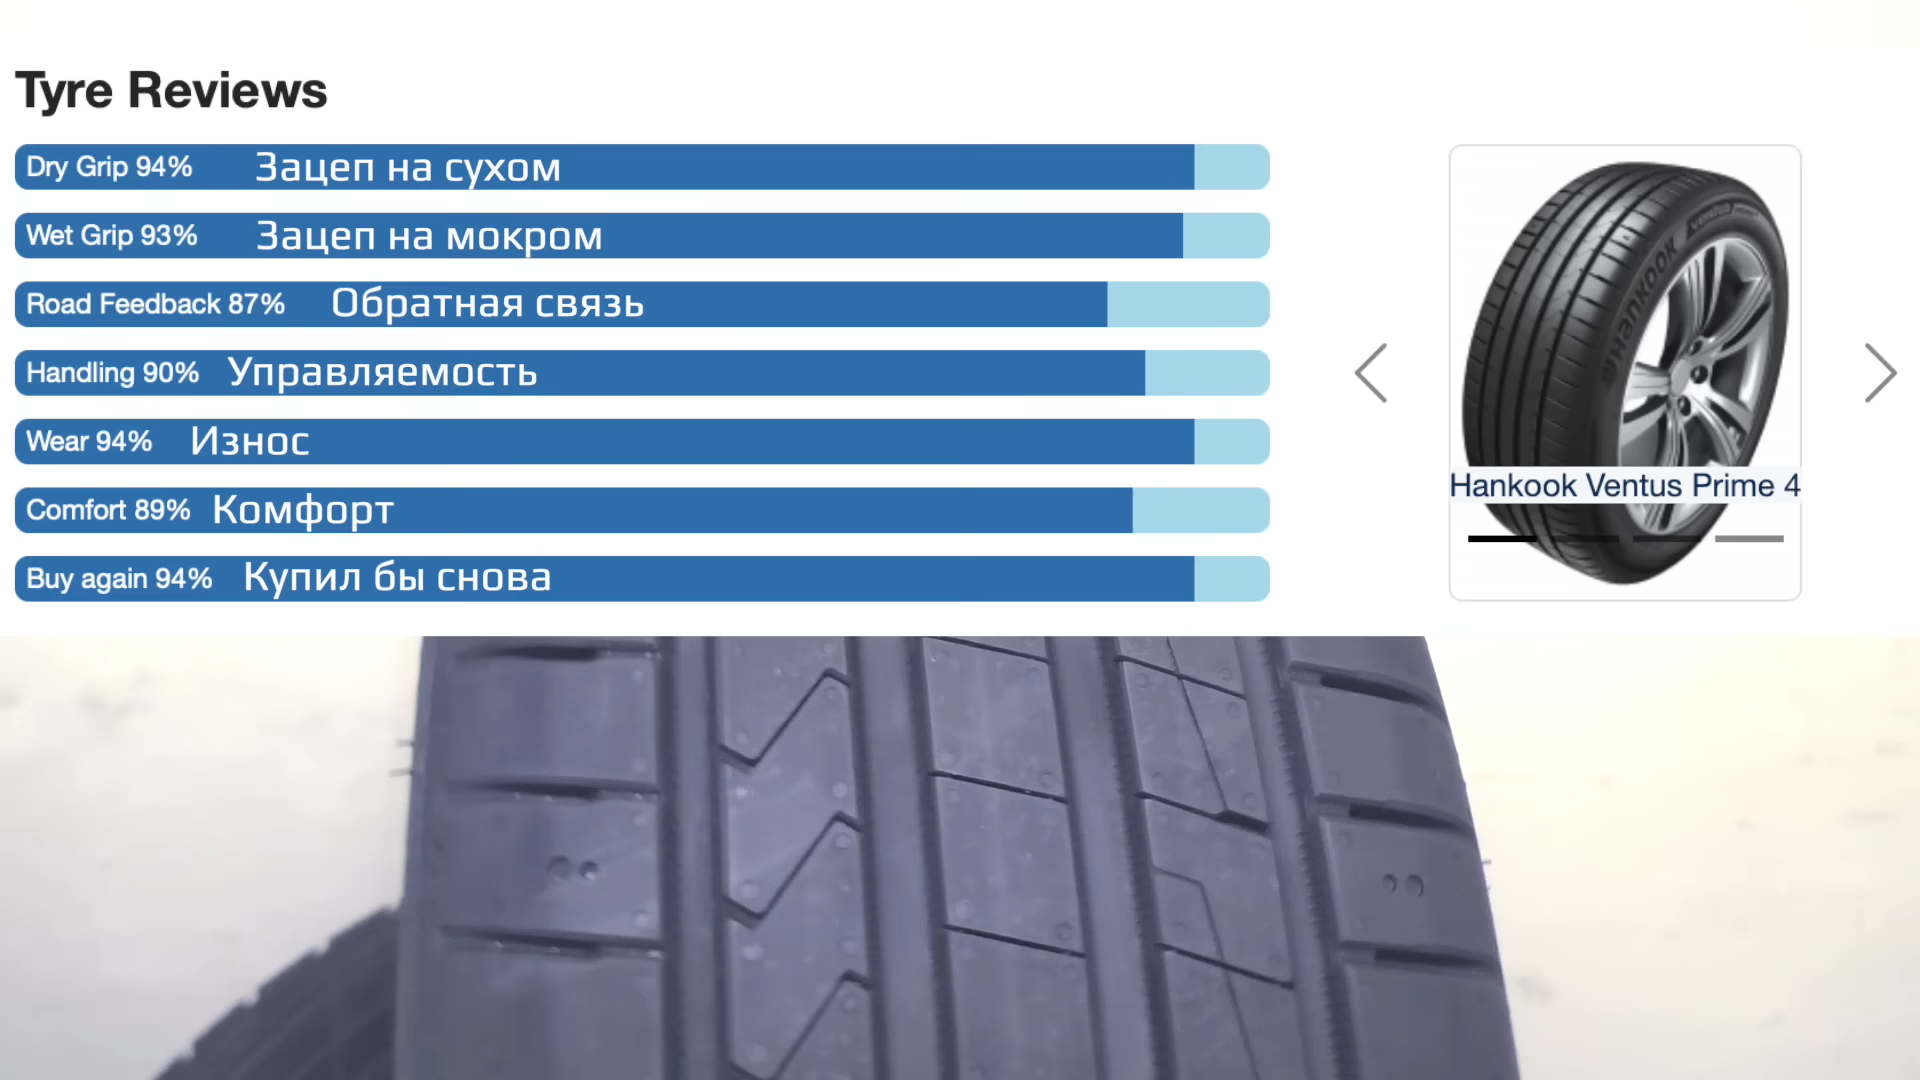 Tyre Reviews
Dry Grip 94% Зацеп на сухом
Wet Grip 93% Зацеп на мокром
Road Feedback 87% Обратная связь
Handling 90% Управляемость
Wear 94% Износ
Comfort 89% Комфорт
Buy again 94% Купил бы снова
HANKOOK
Hankook Ventus Prime 4